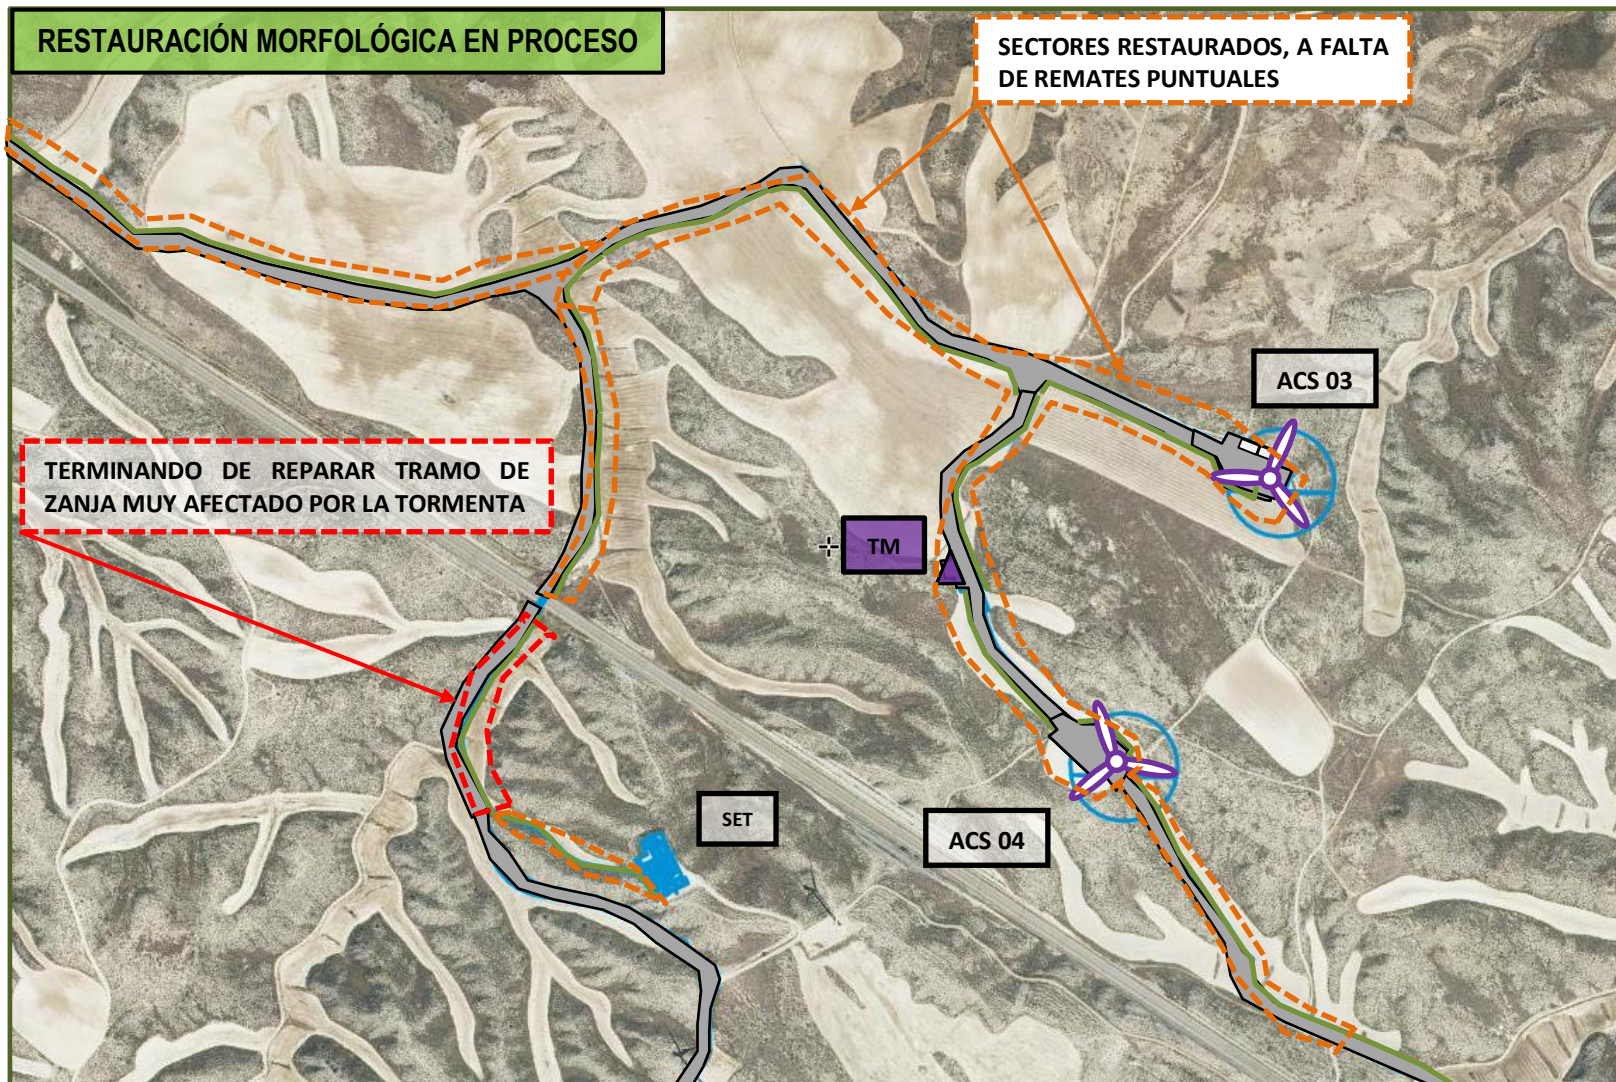 RESTAURACIÓN MORFOLÓGICA EN PROCESO
SECTORES RESTAURADOS, A FALTA
DE REMATES PUNTUALES
ACS 03
TERMINANDO DE REPARAR TRAMO DE
ZANJA MUY AFECTADO POR LA TORMENTA
TM
SET
ACS 04